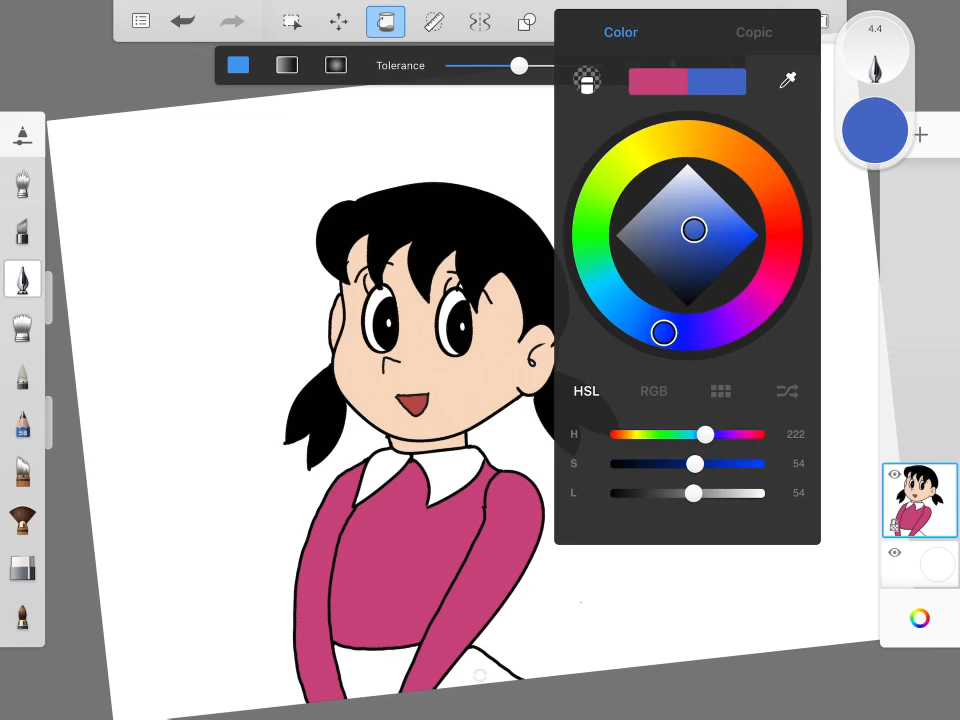 Color Copic
4.4
Tolerance
HSL RGB
H 222
S 54
L 54